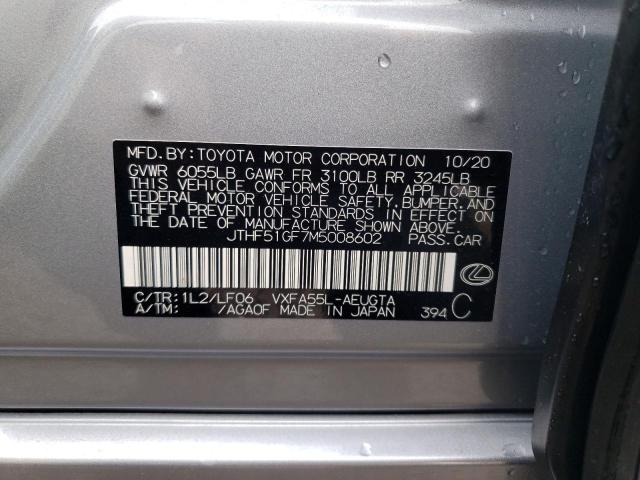 MFD. BY: TOYOTA MOTOR CORPORATION 10/20
GVWR 6055LB GAWR FR 3100LB RR 3245LB
THIS VEHICLE CONFORMS TO ALL APPLICABLE
FEDERAL MOTOR VEHICLE SAFETY, BUMPER, AND
THEFT PREVENTION STANDARDS IN EFFECT ON
THE DATE OF MANUFACTURE SHOWN ABOVE.
JTHF51GF7M5008602 PASS. CAR
C/TR: 1L2/LF06 VXFA55L-AEUGTA
A/TM: /AGA0F MADE IN JAPAN 394 C